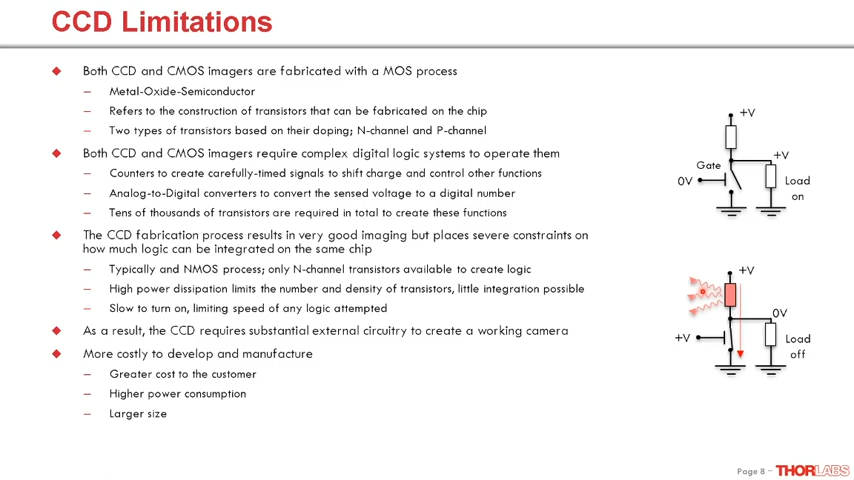 CCD Limitations
Both CCD and CMOS imagers are fabricated with a MOS process
– Metal-Oxide-Semiconductor
– Refers to the construction of transistors that can be fabricated on the chip
– Two types of transistors based on their doping; N-channel and P-channel
Both CCD and CMOS imagers require complex digital logic systems to operate them
– Counters to create carefully-timed signals to shift charge and control other functions
– Analog-to-Digital converters to convert the sensed voltage to a digital number
– Tens of thousands of transistors are required in total to create these functions
The CCD fabrication process results in very good imaging but places severe constraints on
how much logic can be integrated on the same chip
– Typically and NMOS process; only N-channel transistors available to create logic
– High power dissipation limits the number and density of transistors, little integration possible
– Slow to turn on, limiting speed of any logic attempted
As a result, the CCD requires substantial external circuitry to create a working camera
More costly to develop and manufacture
– Greater cost to the customer
– Higher power consumption
– Larger size
+V
+V
Gate
0V
Load
on
+V
0V
+V
Load
off
Page 8 – THORLABS